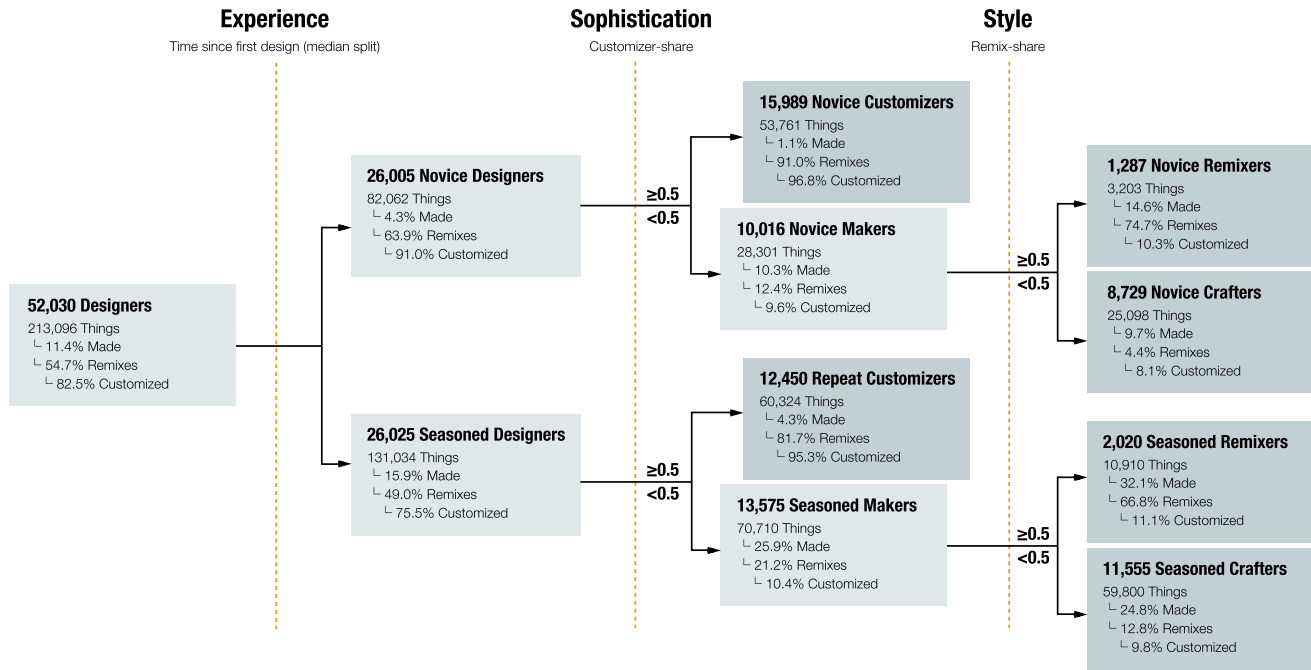 Experience
Time since first design (median split)
Sophistication
Customizer-share
Style
Remix-share
52,030 Designers
213,096 Things
11.4% Made
54.7% Remixes
82.5% Customized
26,005 Novice Designers
82,062 Things
4.3% Made
63.9% Remixes
91.0% Customized
26,025 Seasoned Designers
131,034 Things
15.9% Made
49.0% Remixes
75.5% Customized
≥0.5
<0.5
≥0.5
<0.5
15,989 Novice Customizers
53,761 Things
1.1% Made
91.0% Remixes
96.8% Customized
10,016 Novice Makers
28,301 Things
10.3% Made
12.4% Remixes
9.6% Customized
12,450 Repeat Customizers
60,324 Things
4.3% Made
81.7% Remixes
95.3% Customized
13,575 Seasoned Makers
70,710 Things
25.9% Made
21.2% Remixes
10.4% Customized
≥0.5
<0.5
≥0.5
<0.5
1,287 Novice Remixers
3,203 Things
14.6% Made
74.7% Remixes
10.3% Customized
8,729 Novice Crafters
25,098 Things
9.7% Made
4.4% Remixes
8.1% Customized
2,020 Seasoned Remixers
10,910 Things
32.1% Made
66.8% Remixes
11.1% Customized
11,555 Seasoned Crafters
59,800 Things
24.8% Made
12.8% Remixes
9.8% Customized